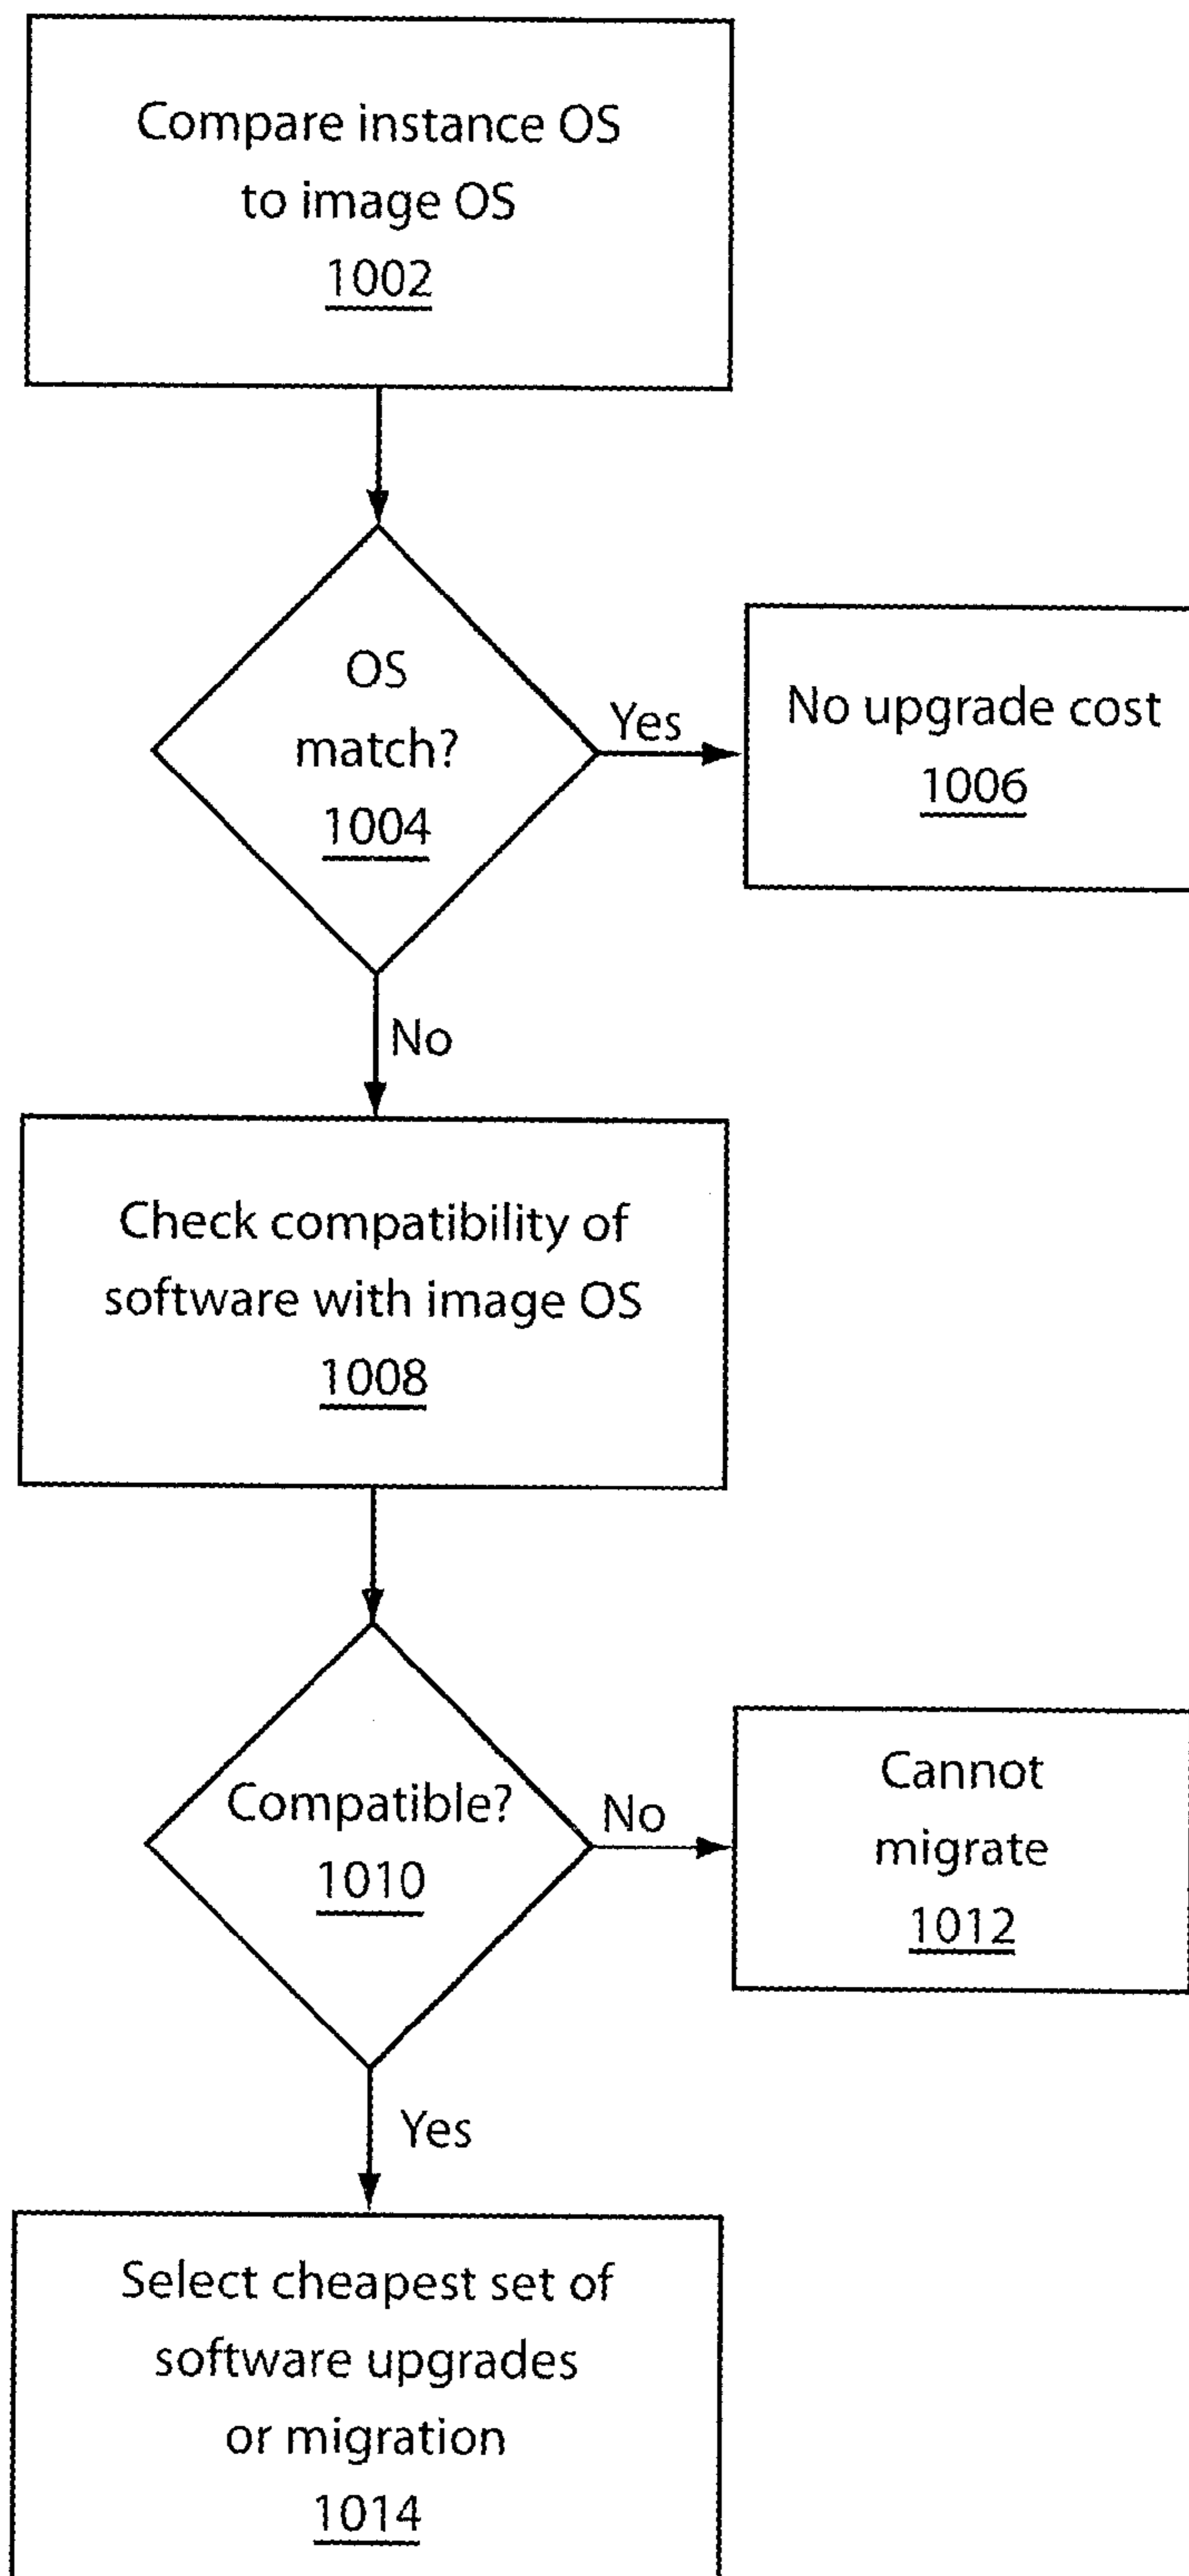 Compare instance OS
to image OS
1002
OS
match?
1004
Yes
No upgrade cost
1006
No
Check compatibility of
software with image OS
1008
Compatible?
1010
No
Cannot
migrate
1012
Yes
Select cheapest set of
software upgrades
or migration
1014